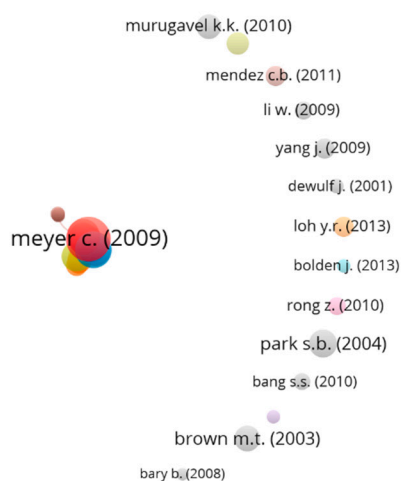 murugavel k.k. (2010)
mendez c.b. (2011)
li w. (2009)
yang j. (2009)
dewulf j. (2001)
loh y.r. (2013)
meyer c. (2009)
bolden j. (2013)
rong z. (2010)
park s.b. (2004)
bang s.s. (2010)
brown m.t. (2003)
bary b. (2008)